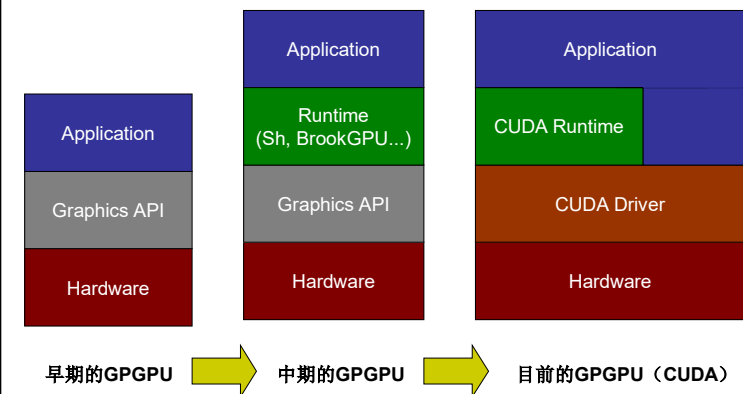 Application
Graphics API
Hardware
早期的GPGPU
Application
Runtime
(Sh, BrookGPU...)
Graphics API
Hardware
中期的GPGPU
Application
CUDA Runtime
CUDA Driver
Hardware
目前的GPGPU（CUDA）